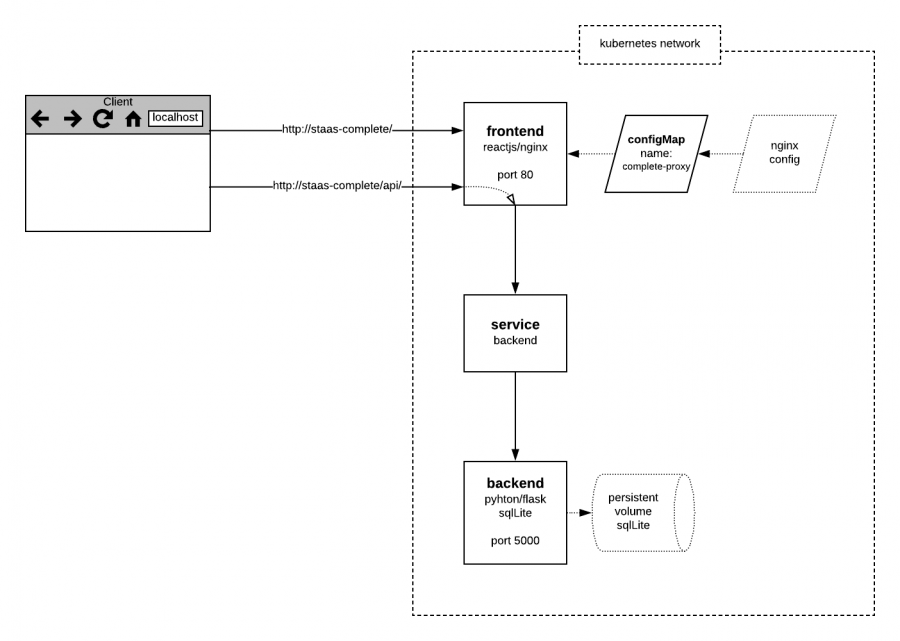 kubernetes network
Client
localhost
http://staas-complete/
http://staas-complete/api/
frontend
reactjs/nginx
port 80
configMap
name:
complete-proxy
nginx
config
service
backend
backend
pyhton/flask
sqlLite
port 5000
persistent
volume
sqlLite